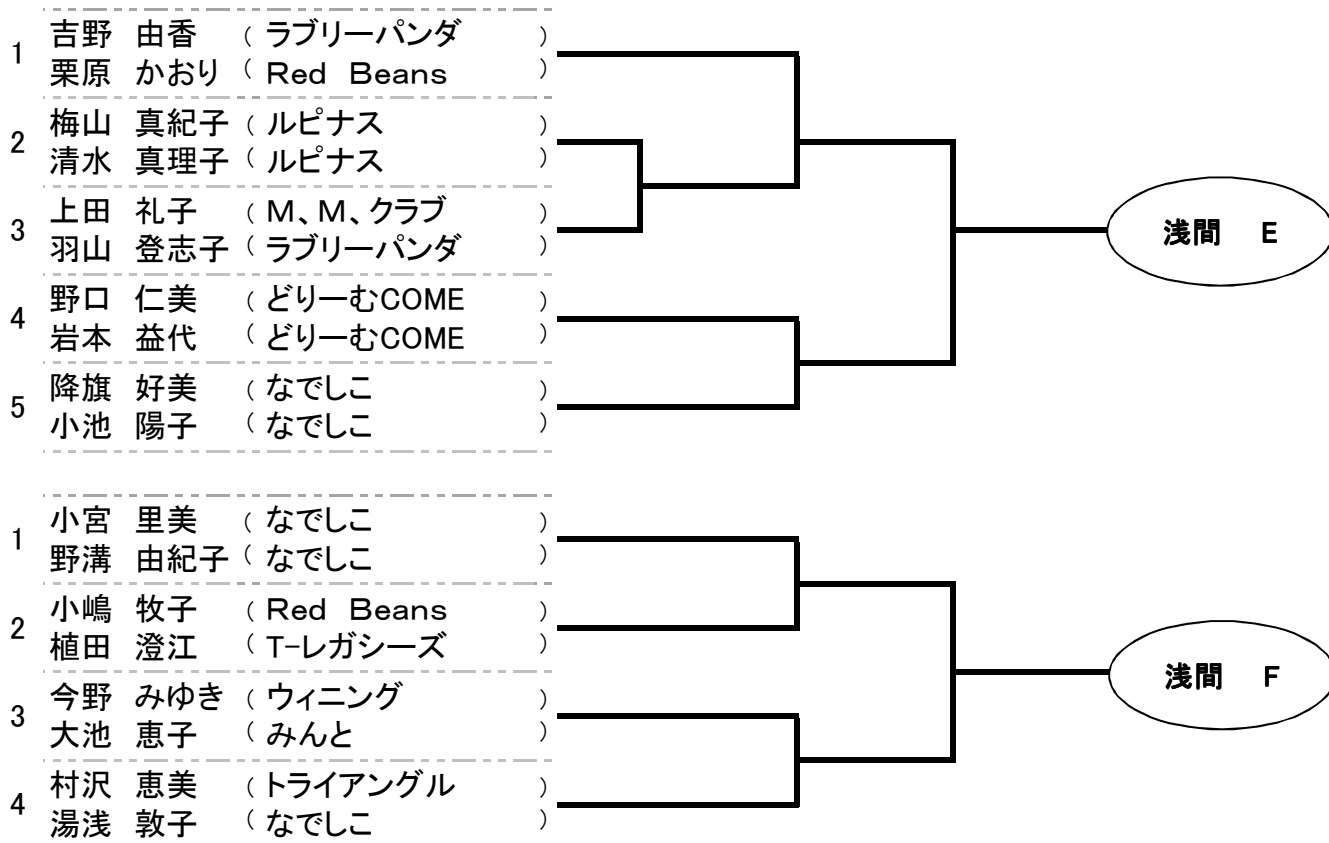 1 吉野 由香 (ラブリーパンダ)
栗原 かおり (Red Beans)
2 梅山 真紀子 (ルピナス)
清水 真理子 (ルピナス)
3 上田 礼子 (M、M、クラブ)
羽山 登志子 (ラブリーパンダ)
4 野口 仁美 (どりーむCOME)
岩本 益代 (どりーむCOME)
5 降旗 好美 (なでしこ)
小池 陽子 (なでしこ)
浅間 E
1 小宮 里美 (なでしこ)
野溝 由紀子 (なでしこ)
2 小嶋 牧子 (Red Beans)
植田 澄江 (T-レガシーズ)
3 今野 みゆき (ウィニング)
大池 恵子 (みんと)
4 村沢 恵美 (トライアングル)
湯浅 敦子 (なでしこ)
浅間 F